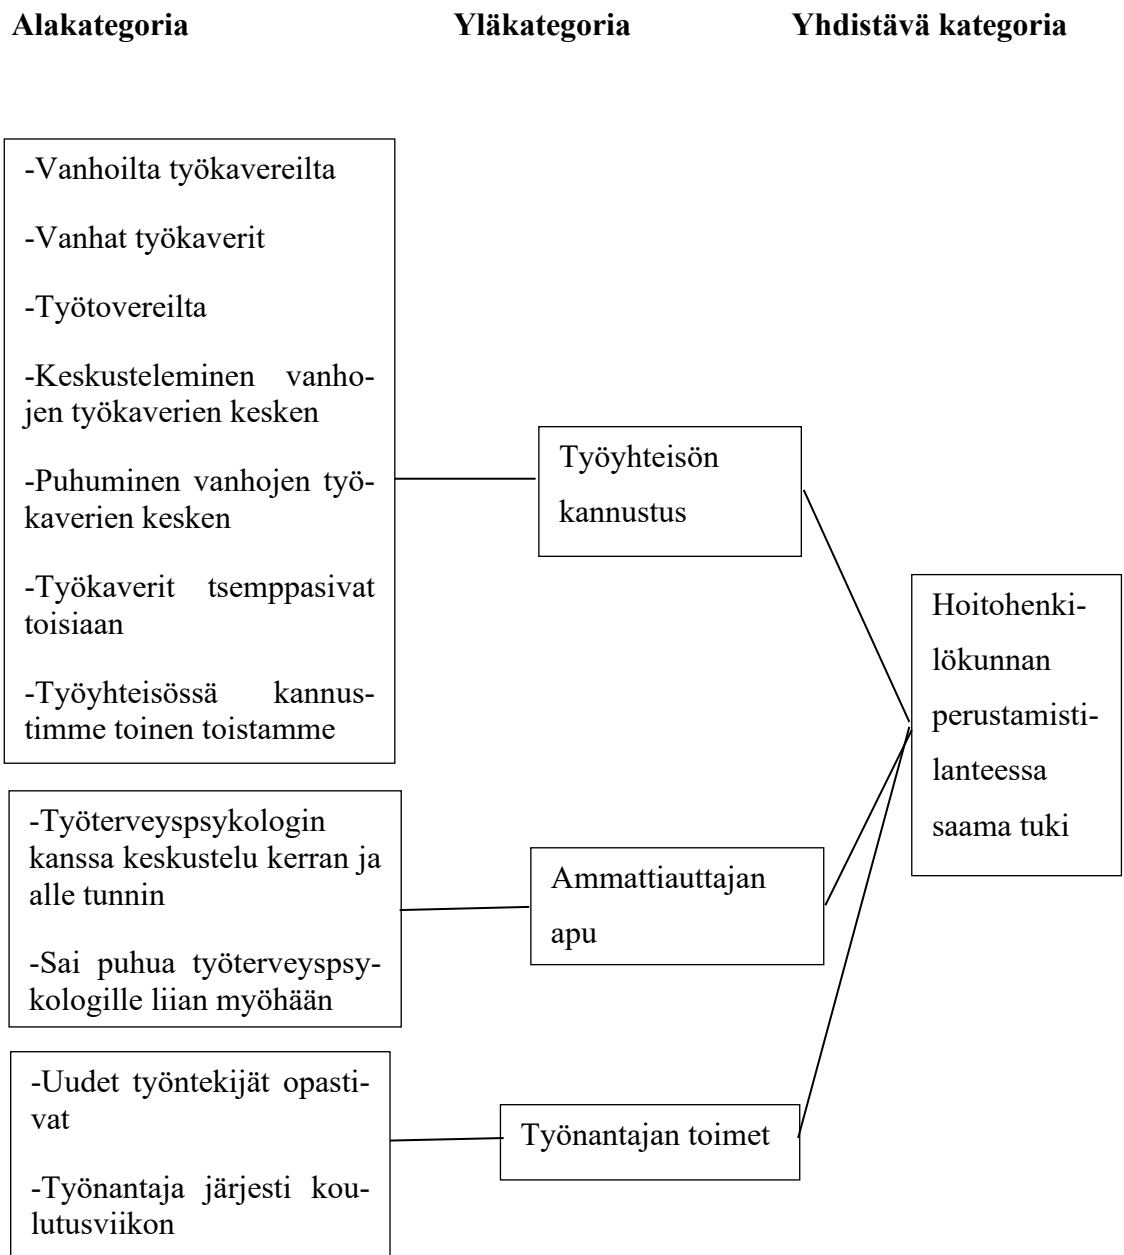 Alakategoria Yläkategoria Yhdistävä kategoria
-Vanhoilta työkavereilta
-Vanhat työkaverit
-Työtovereilta
-Keskusteleminen vanho-
jen työkaverien kesken
-Puhuminen vanhojen työ-
kaverien kesken
-Työkaverit tsemppasivat
toisiaan
-Työyhteisössä kannus-
timme toinen toistamme
Työyhteisön
kannustus
Hoitohenki-
lökunnan
perustamisti-
lanteessa
saama tuki
-Työterveyspsykologin
kanssa keskustelu kerran ja
alle tunnin
-Sai puhua työterveyspsy-
kologille liian myöhään
Ammattiauttajan
apu
-Uudet työntekijät opasti-
vat
-Työnantaja järjesti kou-
lutusviikon
Työnantajan toimet